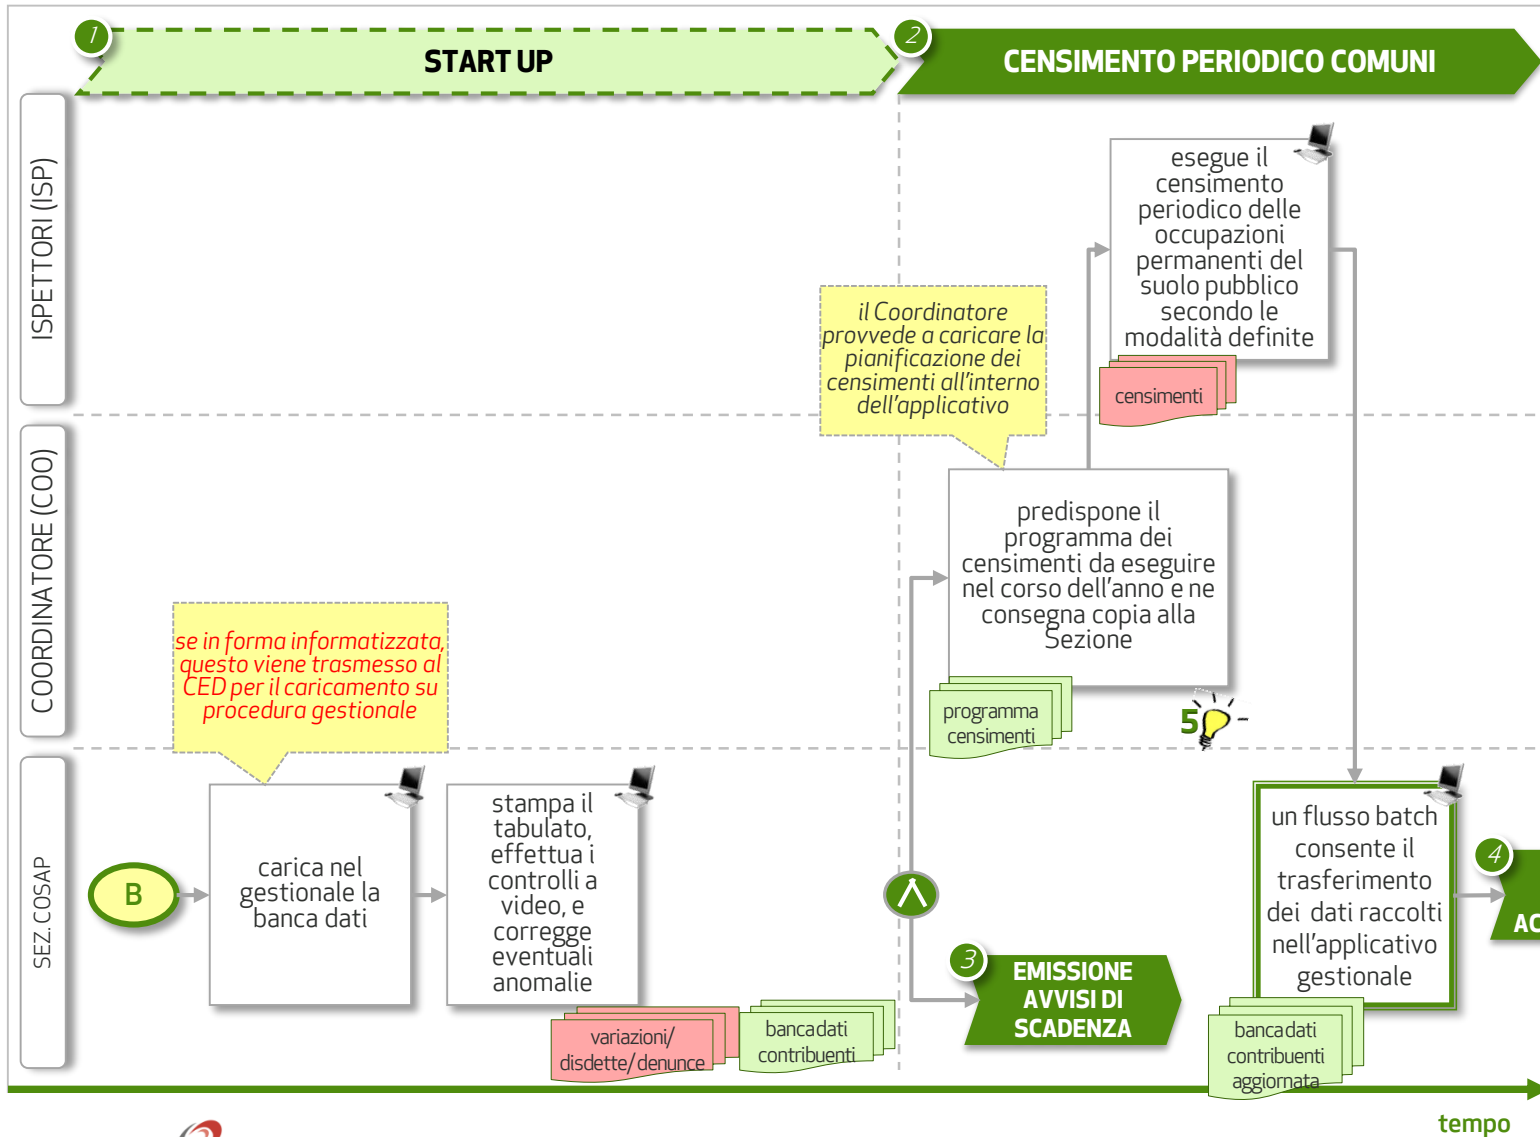 1
START UP
2
CENSIMENTO PERIODICO COMUNI
ISPETTORI (ISP)
esegue il
censimento
periodico delle
occupazioni
permanenti del
suolo pubblico
secondo le
modalità definite
censimenti
il Coordinatore
provvede a caricare la
pianificazione dei
censimenti all'interno
dell'applicativo
COORDINATORE (COO)
predispone il
programma dei
censimenti da eseguire
nel corso dell'anno e ne
consegna copia alla
Sezione
programma
censimenti
5
se in forma informatizzata,
questo viene trasmesso al
CED per il caricamento su
procedura gestionale
SEZ. COSAP
B
carica nel
gestionale la
banca dati
stampa il
tabulato,
effettua i
controlli a
video, e
corregge
eventuali
anomalie
variazioni/
disdette/denunce
banca dati
contribuenti
3
EMISSIONE
AVVISI DI
SCADENZA
un flusso batch
consente il
trasferimento
dei dati raccolti
nell'applicativo
gestionale
banca dati
contribuenti
aggiornata
4
AC
tempo